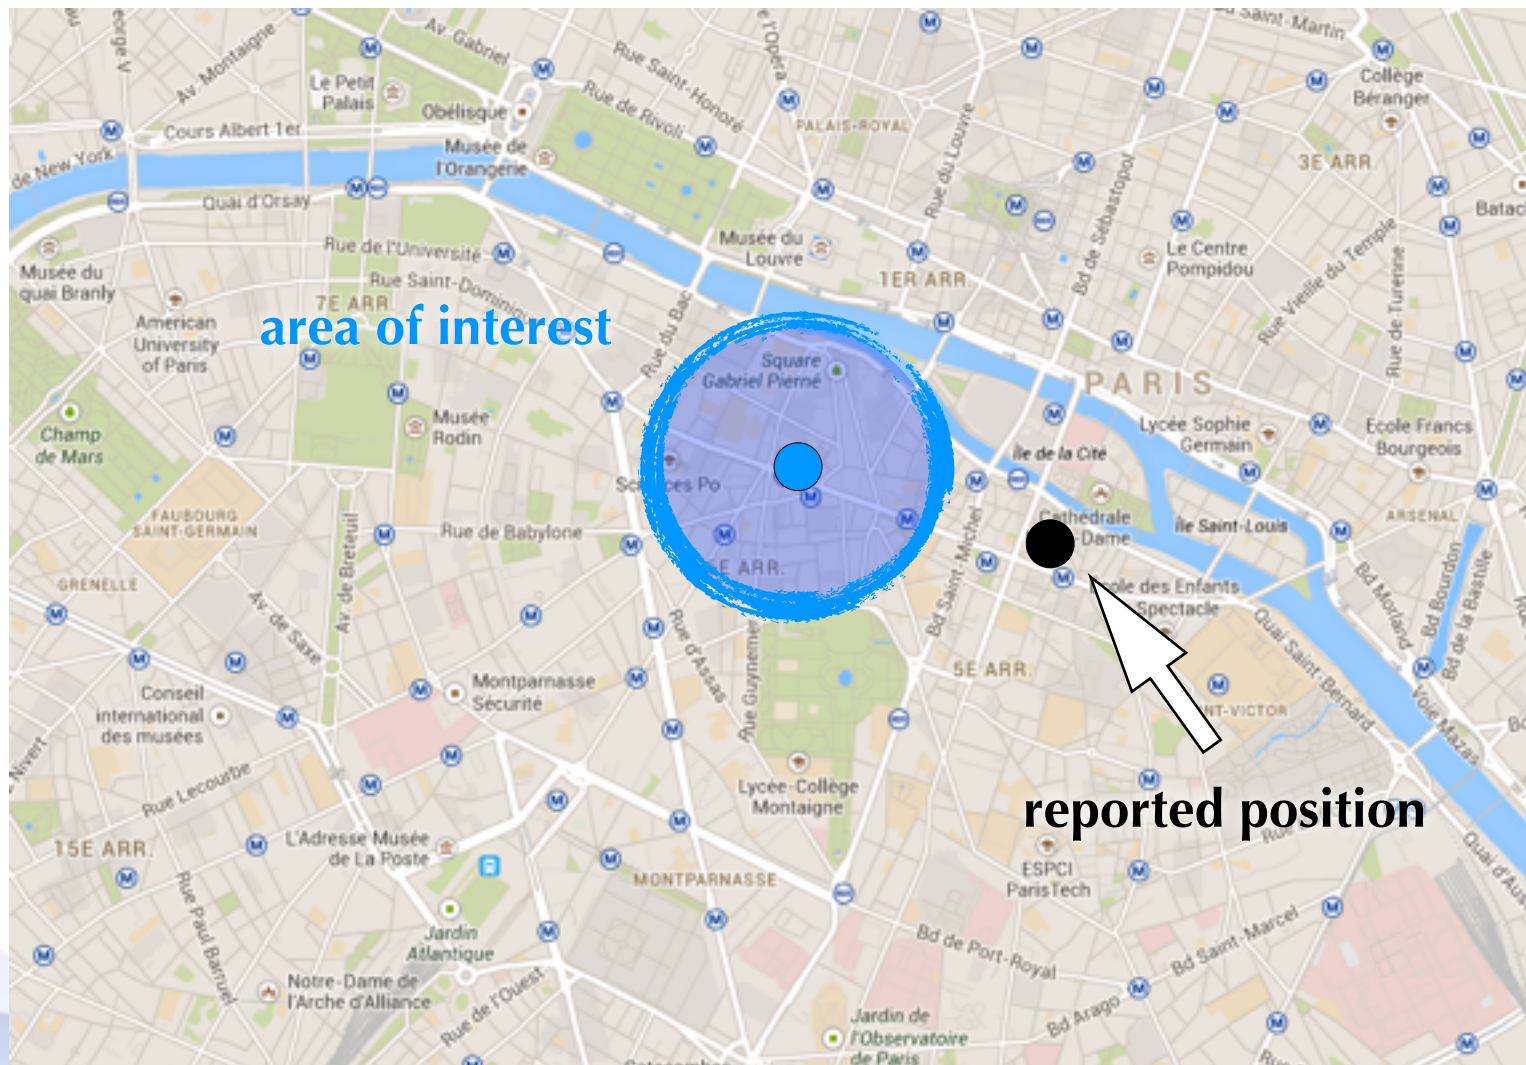 Av. Montaigne
Av. Gabriel
Le Petit
Palais
Obélisque
Cours Albert 1er
Musée de
l'Orangerie
de New York
Quai d'Orsay
Rue Saint-Honoré
Rue de Rivoli
PALAIS-ROYAL
Rue du Louvre
Collège
Béranger
3E ARR.
Bd de Sébastopol
Le Centre
Pompidou
Rue Vieille du Temple
Rue de Turenne
Musée du
Louvre
1ER ARR.
Musée du
quai Branly
Rue de l'Université
Rue Saint-Dominique
7E ARR.
American
University
of Paris
area of interest
Rue du Bac
Square
Gabriel Pierné
PARIS
Lycée Sophie
Germain
Ecole Francs
Bourgeois
Champ
de Mars
Musée
Rodin
Île de la Cité
Île Saint-Louis
ARSENAL
FAUBOURG
SAINT-GERMAIN
Rue de Babylone
Av. de Breteuil
Cathédrale
-Dame
GRENELLE
Av. de Saxe
E ARR.
Bd Saint-Michel
des Enfants
Spectacle
Bd Morland
Bd Bourdon
Bd de la Bastille
Rue d'Assas
Quai Saint-Bernard
5E ARR.
Conseil
international
des musées
Montparnasse
Sécurité
NT-VICTOR
Voie Mazas
Rue Lecourbe
Lycée-Collège
Montaigne
reported position
15E ARR.
L'Adresse Musée
de La Poste
MONTPARNASSE
ESPCI
ParisTech
Rue Paul Barruel
Jardin
Atlantique
Bd de Port-Royal
Bd Saint-Marcel
Notre-Dame de
l'Arche d'Alliance
Rue de l'Ouest
Jardin de
l'Observatoire
de Paris
Bd Arago